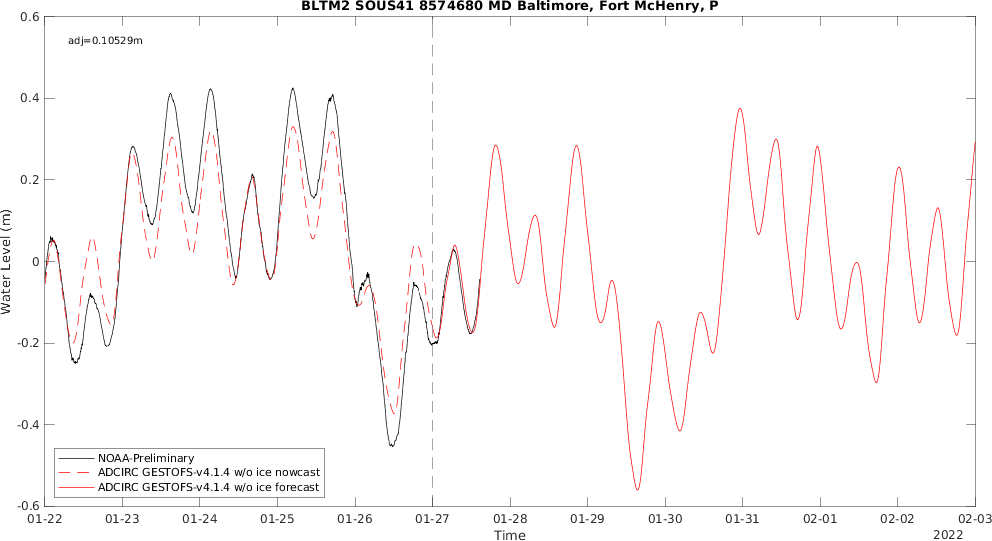 BLTM2 SOUS41 8574680 MD Baltimore, Fort McHenry, P
adj=0.10529m
0.6
0.4
0.2
0
-0.2
-0.4
-0.6
Water Level (m)
NOAA-Preliminary
ADCIRC GESTOFS-v4.1.4 w/o ice nowcast
ADCIRC GESTOFS-v4.1.4 w/o ice forecast
01-22 01-23 01-24 01-25 01-26 01-27 01-28 01-29 01-30 01-31 02-01 02-02 02-03
Time
2022